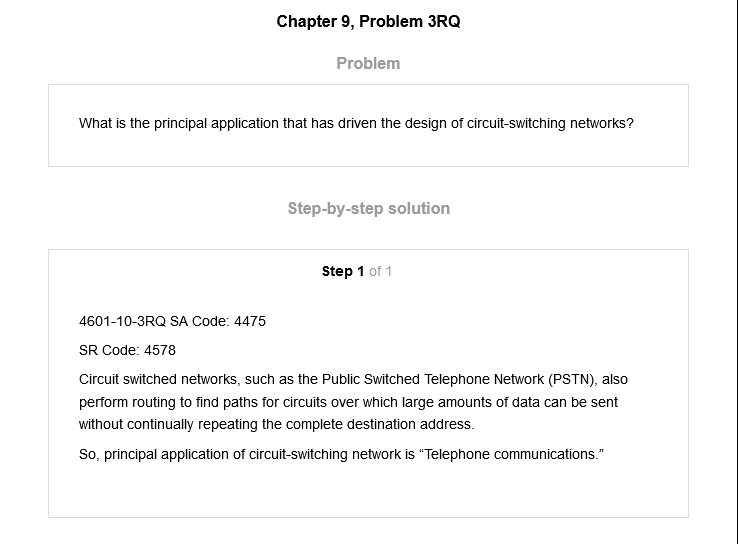 Chapter 9, Problem 3RQ
Problem
What is the principal application that has driven the design of circuit-switching networks?
Step-by-step solution
Step 1 of 1
4601-10-3RQ SA Code: 4475
SR Code: 4578
Circuit switched networks, such as the Public Switched Telephone Network (PSTN), also
perform routing to find paths for circuits over which large amounts of data can be sent
without continually repeating the complete destination address.
So, principal application of circuit-switching network is “Telephone communications.”